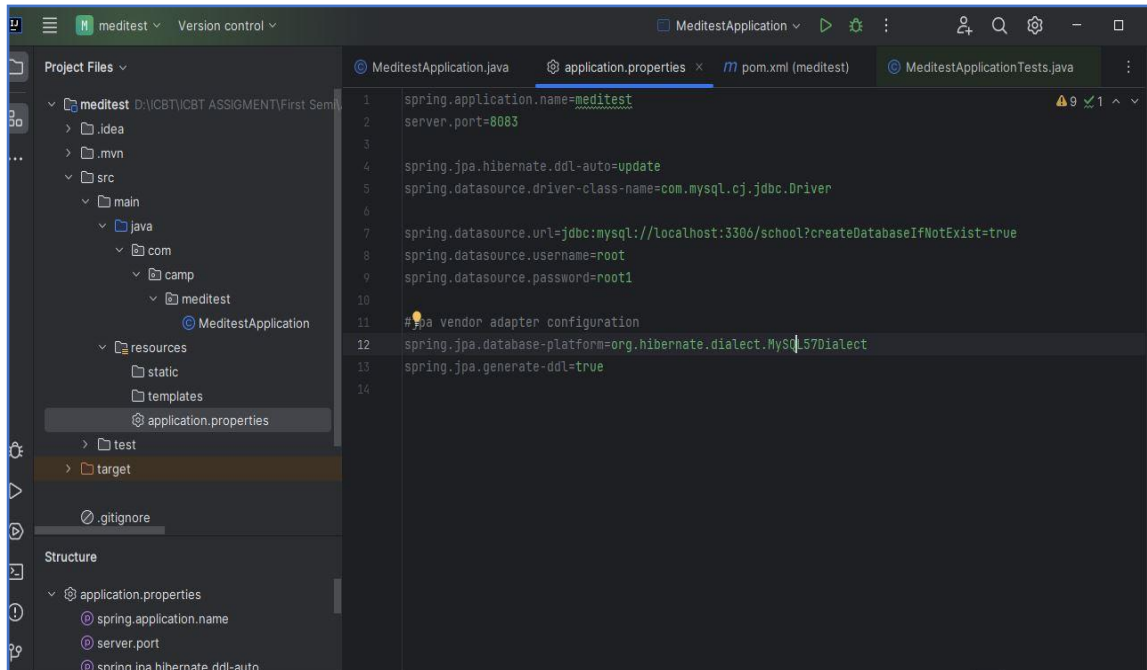 M meditest Version control MeditestApplication
Project Files
MeditestApplication.java application.properties pom.xml (meditest) MeditestApplicationTests.java
meditest D:\ICBT\ICBT ASSIGMENT\First Semi\
.idea
.mvn
src
main
java
com
camp
meditest
MeditestApplication
resources
static
templates
application.properties
test
target
.gitignore
1 spring.application.name=meditest
9 1
2 server.port=8083
3
4 spring.jpa.hibernate.ddl-auto=update
5 spring.datasource.driver-class-name=com.mysql.cj.jdbc.Driver
6
7 spring.datasource.url=jdbc:mysql://localhost:3306/school?createDatabaseIfNotExist=true
8 spring.datasource.username=root
9 spring.datasource.password=root1
10
11 #jpa vendor adapter configuration
12 spring.jpa.database-platform=org.hibernate.dialect.MySQL57Dialect
13 spring.jpa.generate-ddl=true
14
Structure
application.properties
spring.application.name
server.port
spring.jpa.hibernate.ddl-auto